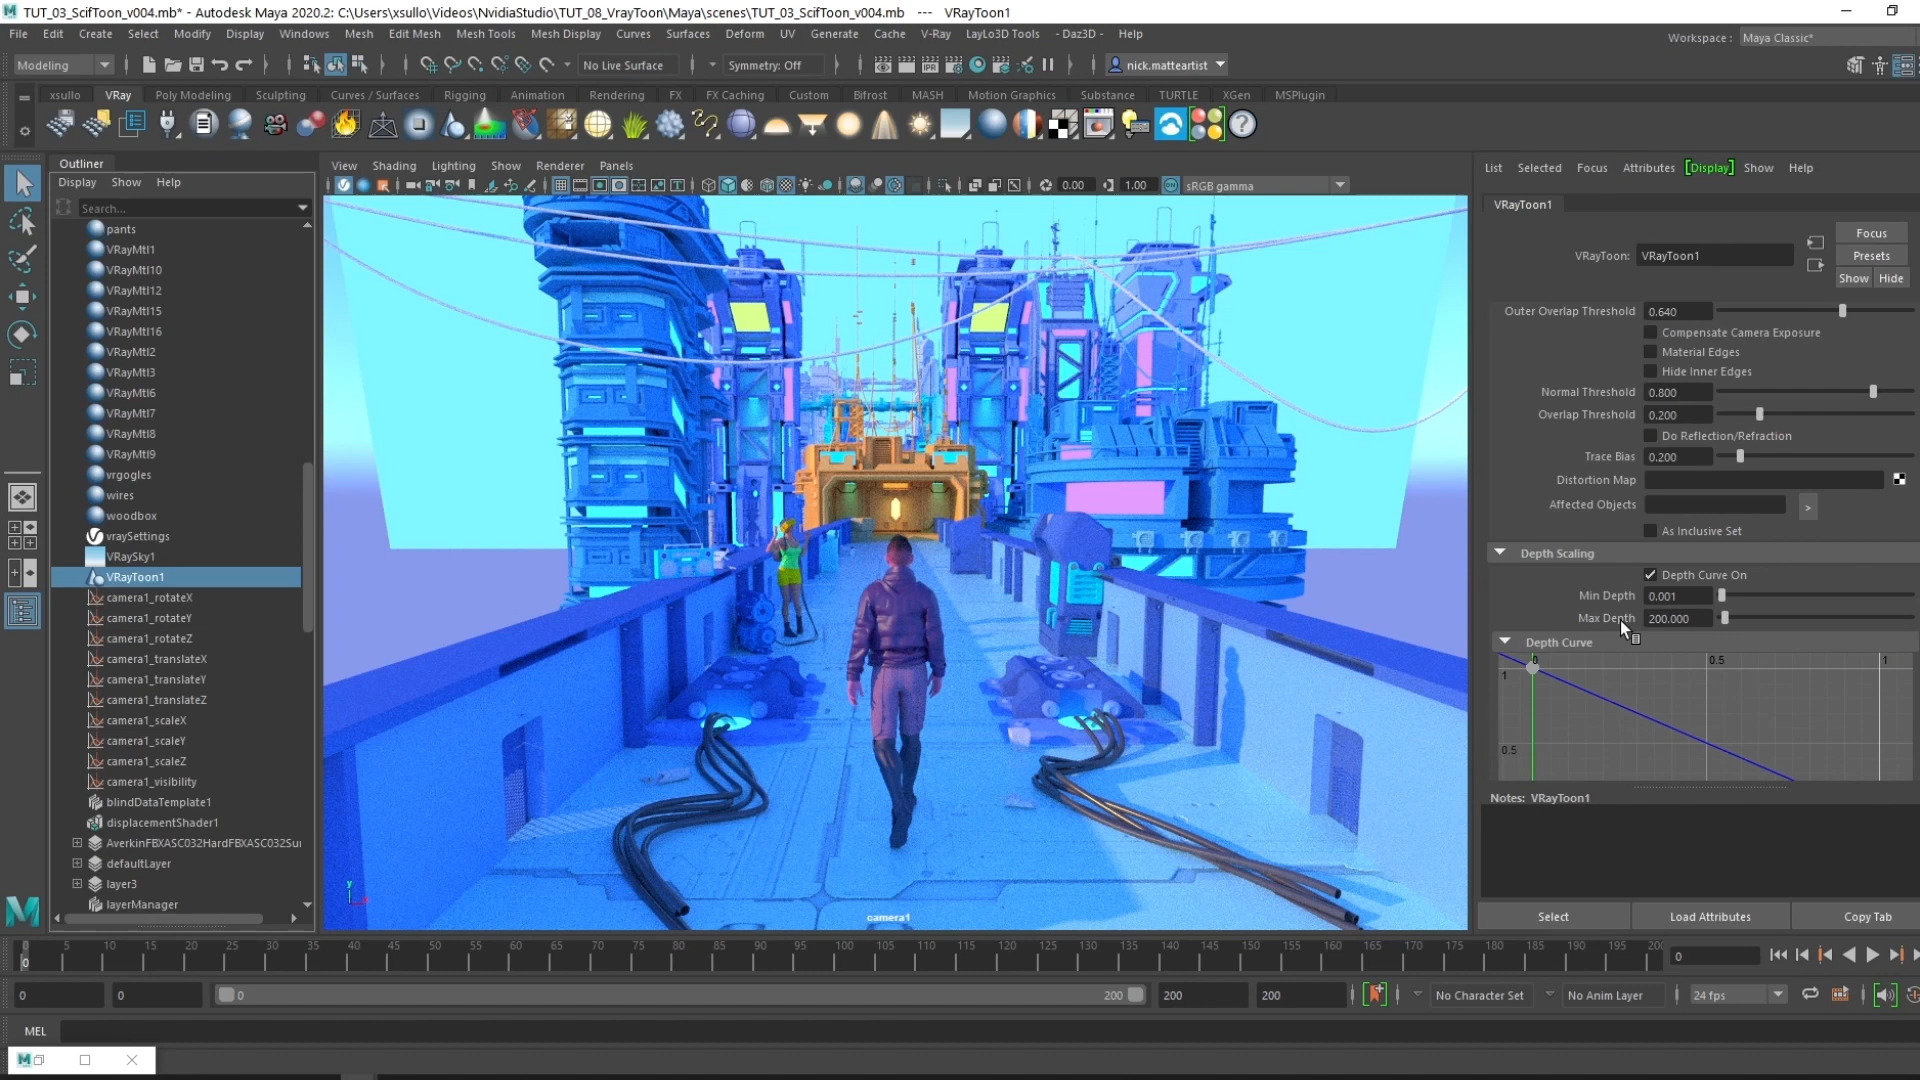 TUT_03_ScifToon_v004.mb* - Autodesk Maya 2020.2: C:\Users\xsullo\Videos\NvidiaStudio\TUT_08_VrayToon\Maya\scenes\TUT_03_ScifToon_v004.mb --- VRayToon1
File Edit Create Select Modify Display Windows Mesh Edit Mesh Mesh Tools Mesh Display Curves Surfaces Deform UV Generate Cache V-Ray LayLo3D Tools - Daz3D - Help
Workspace : Maya Classic*
Modeling No Live Surface Symmetry: Off IPR nick.matteartist
xsullo VRay Poly Modeling Sculpting Curves / Surfaces Rigging Animation Rendering FX FX Caching Custom Bifrost MASH Motion Graphics Substance TURTLE XGen MSPlugin
Outliner
Display Show Help
Search...
pants
VRayMtl1
VRayMtl10
VRayMtl12
VRayMtl15
VRayMtl16
VRayMtl2
VRayMtl3
VRayMtl6
VRayMtl7
VRayMtl8
VRayMtl9
vrgogles
wires
woodbox
vraySettings
VRaySky1
VRayToon1
camera1_rotateX
camera1_rotateY
camera1_rotateZ
camera1_translateX
camera1_translateY
camera1_translateZ
camera1_scaleX
camera1_scaleY
camera1_scaleZ
camera1_visibility
blindDataTemplate1
displacementShader1
AverkinFBXASC032HardFBXASC032Sur
defaultLayer
layer3
layerManager
View Shading Lighting Show Renderer Panels
0.00 1.00 sRGB gamma
y
camera1
List Selected Focus Attributes [Display] Show Help
VRayToon1
VRayToon: VRayToon1
Focus
Presets
Show Hide
Outer Overlap Threshold 0.640
Compensate Camera Exposure
Material Edges
Hide Inner Edges
Normal Threshold 0.800
Overlap Threshold 0.200
Do Reflection/Refraction
Trace Bias 0.200
Distortion Map
Affected Objects >
As Inclusive Set
Depth Scaling
Depth Curve On
Min Depth 0.001
Max Depth 200.000
Depth Curve
0 0.5 1
1
0.5
Notes: VRayToon1
Select Load Attributes Copy Tab
0 5 10 15 20 25 30 35 40 45 50 55 60 65 70 75 80 85 90 95 100 105 110 115 120 125 130 135 140 145 150 155 160 165 170 175 180 185 190 195 200
0 0
0 0 0 200 200 200 No Character Set No Anim Layer 24 fps
MEL